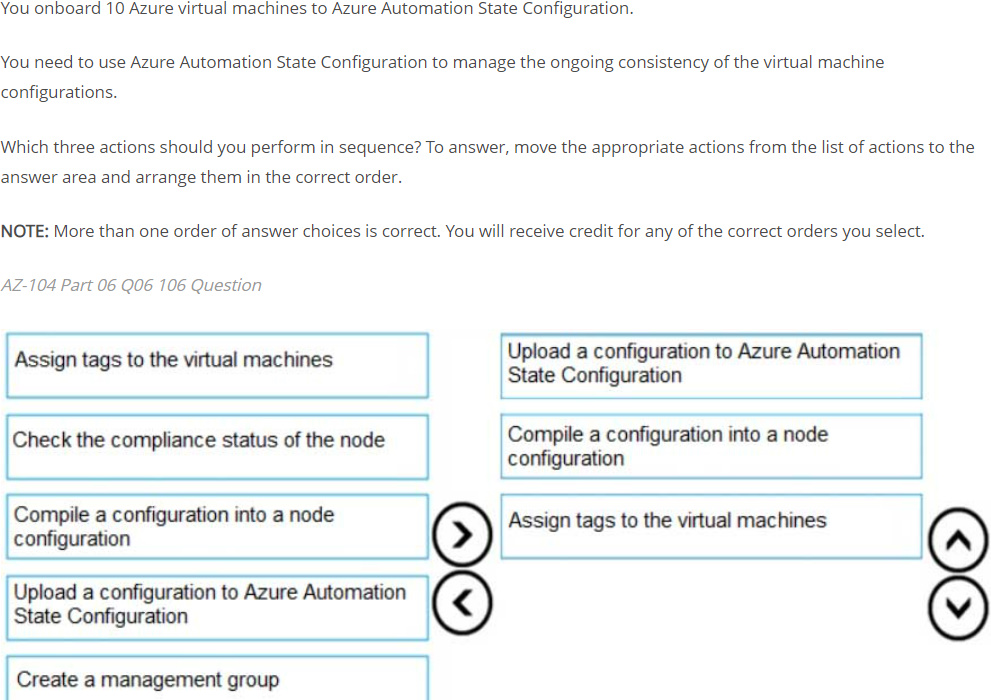 You onboard 10 Azure virtual machines to Azure Automation State Configuration.
You need to use Azure Automation State Configuration to manage the ongoing consistency of the virtual machine
configurations.
Which three actions should you perform in sequence? To answer, move the appropriate actions from the list of actions to the
answer area and arrange them in the correct order.
NOTE: More than one order of answer choices is correct. You will receive credit for any of the correct orders you select.
AZ-104 Part 06 Q06 106 Question
Assign tags to the virtual machines
Check the compliance status of the node
Compile a configuration into a node
configuration
Upload a configuration to Azure Automation
State Configuration
Create a management group
Upload a configuration to Azure Automation
State Configuration
Compile a configuration into a node
configuration
Assign tags to the virtual machines